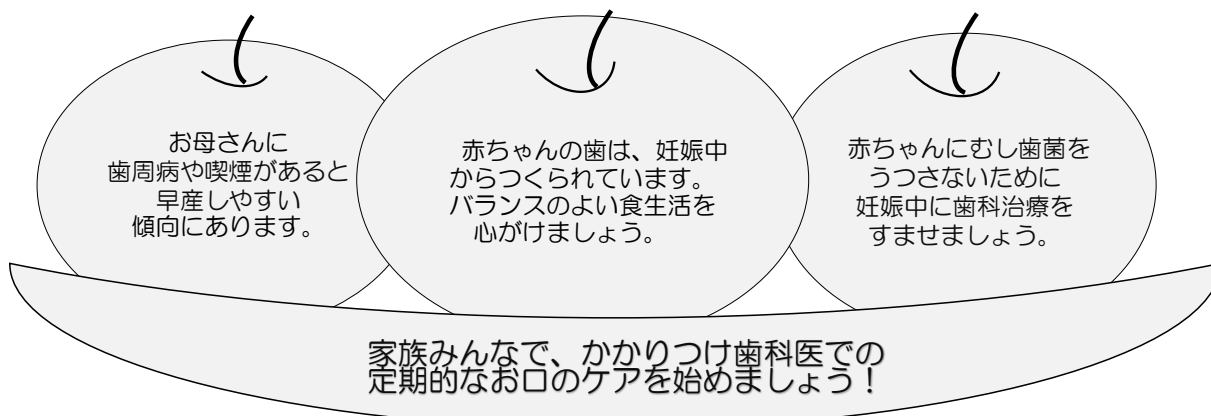 お母さんに
歯周病や喫煙があると
早産しやすい
傾向にあります。
赤ちゃんの歯は、妊娠中
からつくられています。
バランスのよい食生活を
心がけましょう。
赤ちゃんにむし歯菌を
うつさないために
妊娠中に歯科治療を
すませましょう。
家族みんなで、かかりつけ歯科医での
定期的なお口のケアを始めましょう！